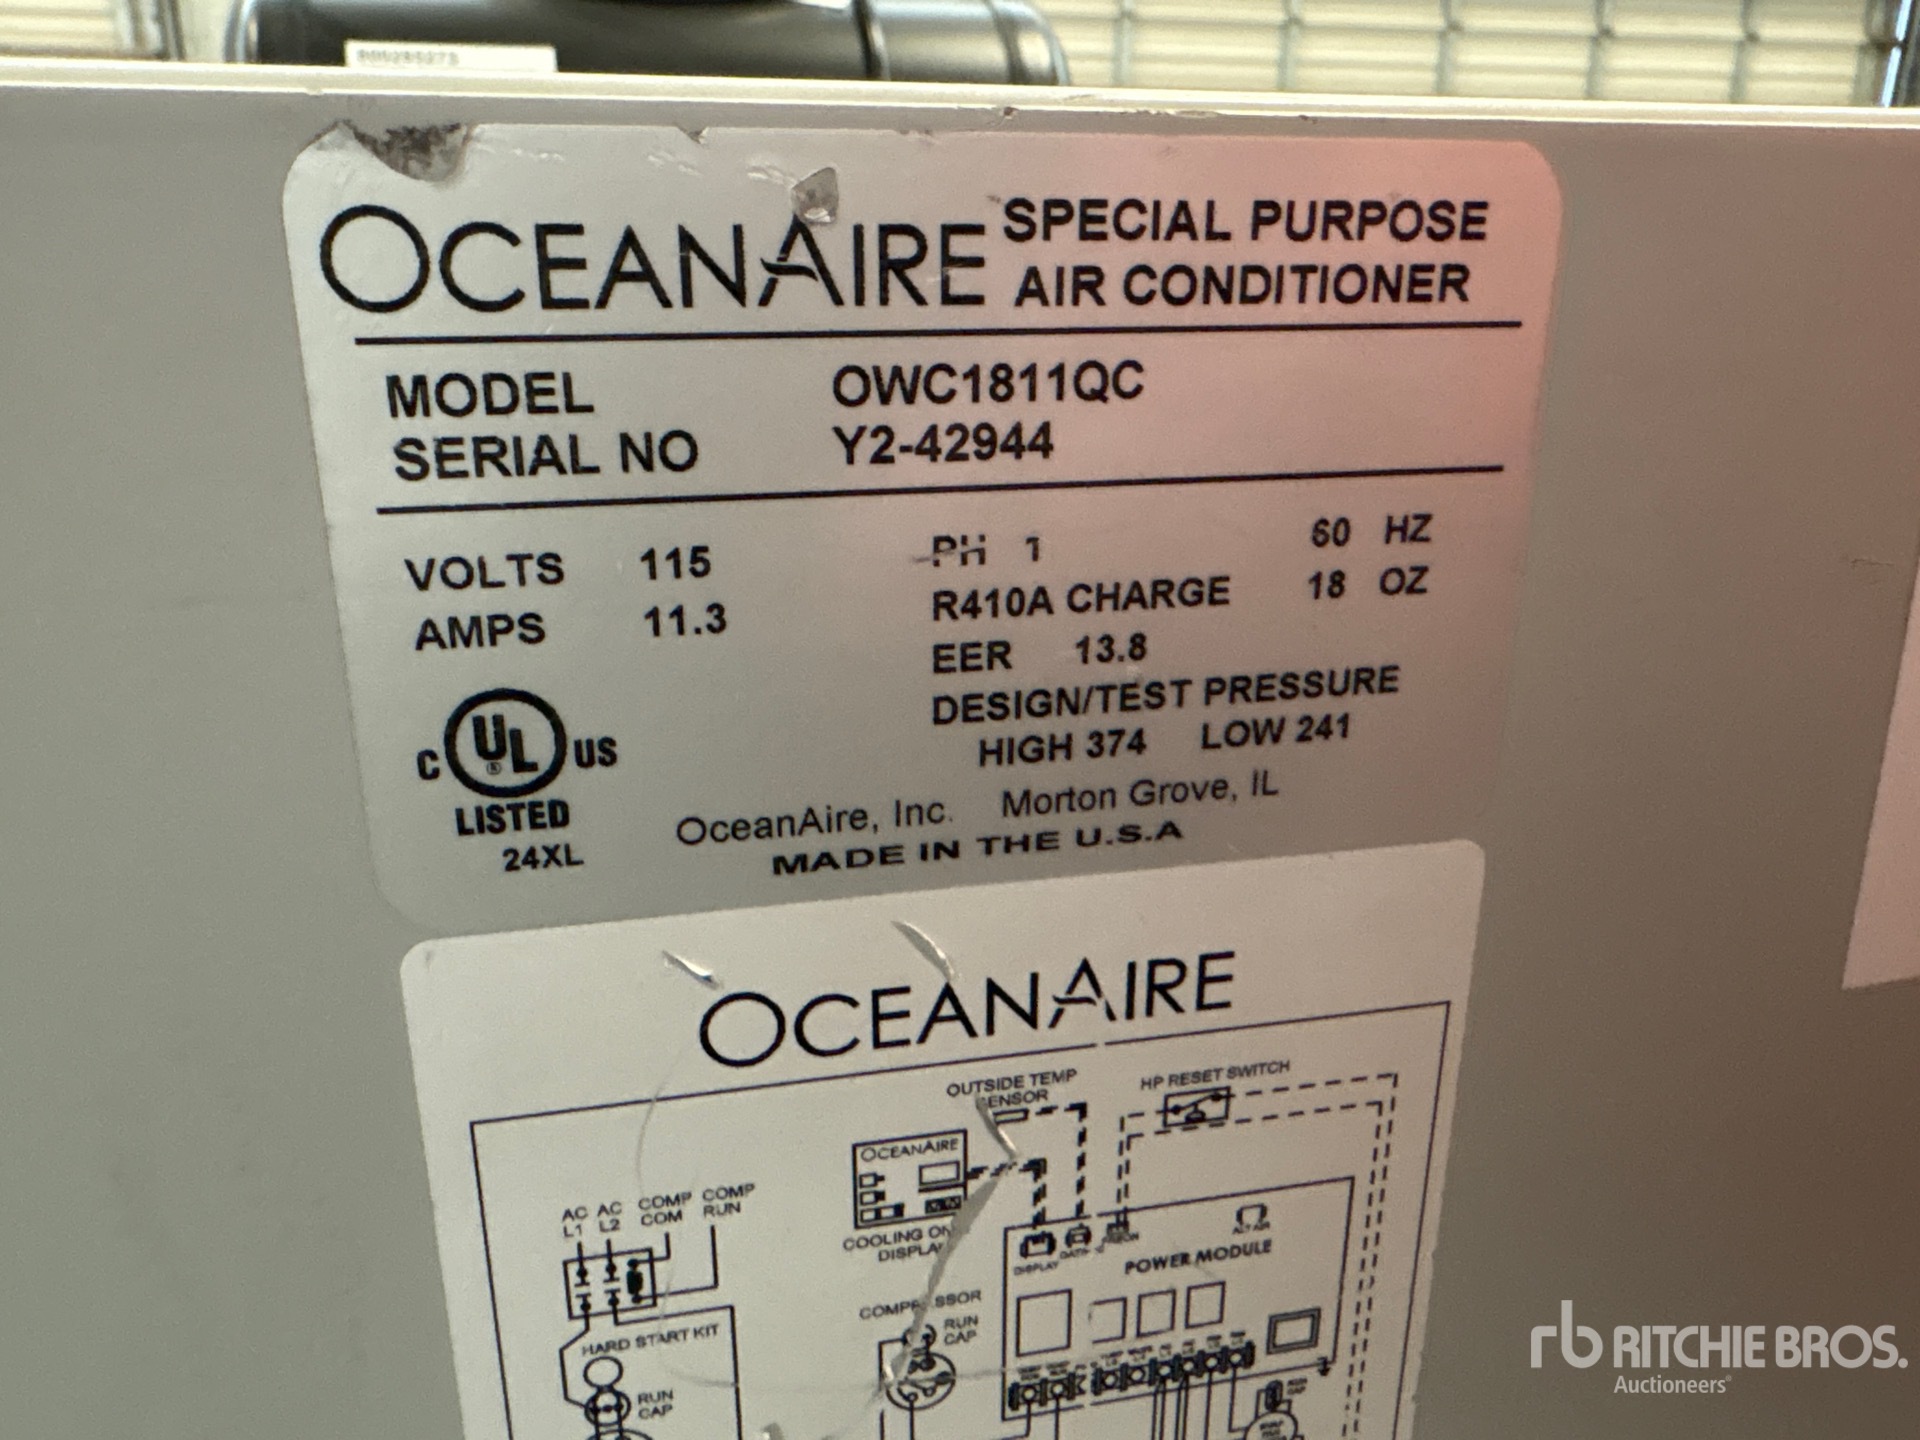 OCEANAIRE SPECIAL PURPOSE
AIR CONDITIONER
MODEL OWC1811QC
SERIAL NO Y2-42944
VOLTS 115 PH 1 60 HZ
AMPS 11.3 R410A CHARGE 18 OZ
EER 13.8
DESIGN/TEST PRESSURE
HIGH 374 LOW 241
C UL US
LISTED
24XL
OceanAire, Inc. Morton Grove, IL
MADE IN THE U.S.A
OCEANAIRE
OUTSIDE TEMP
HP RESET SWITCH
OCEANAIRE
AC L1
AC L2
COMP COM
COMP RUN
COOLING
DISPLAY
POWER MODULE
HARD START KIT
RUN CAP
RUN CAP
rb RITCHIE BROS.
Auctioneers